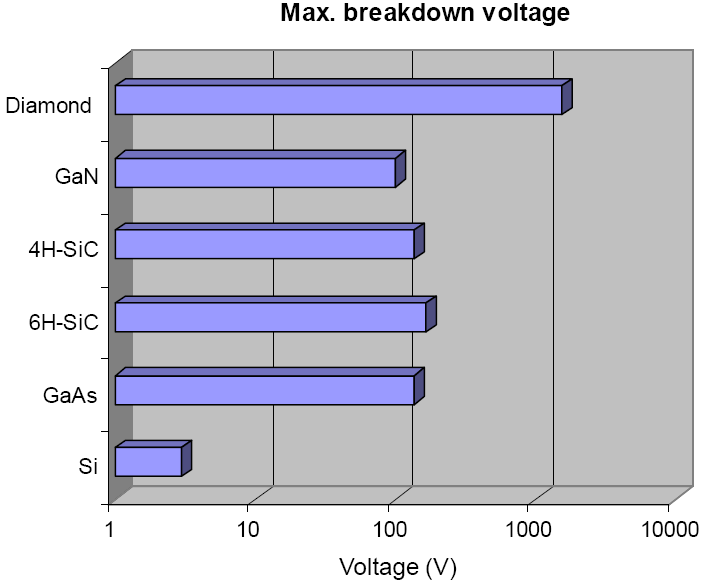 Max. breakdown voltage
Diamond
GaN
4H-SiC
6H-SiC
GaAs
Si
1 10 100 1000 10000
Voltage (V)